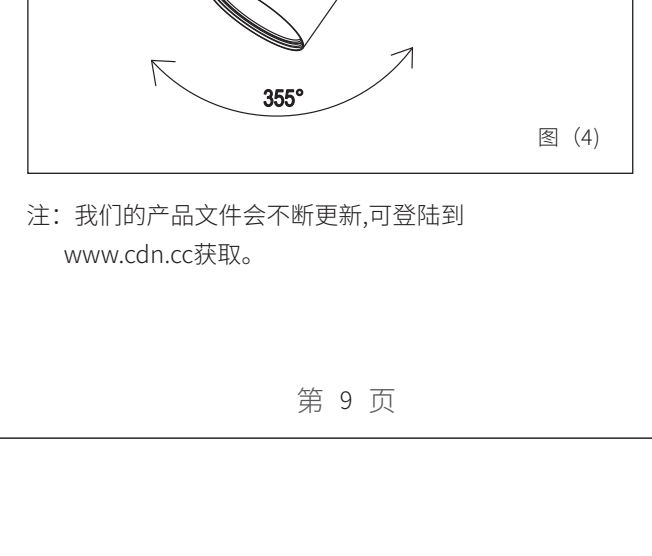 355°
图（4)
注：我们的产品文件会不断更新,可登陆到
www.cdn.cc获取。
第 9 页